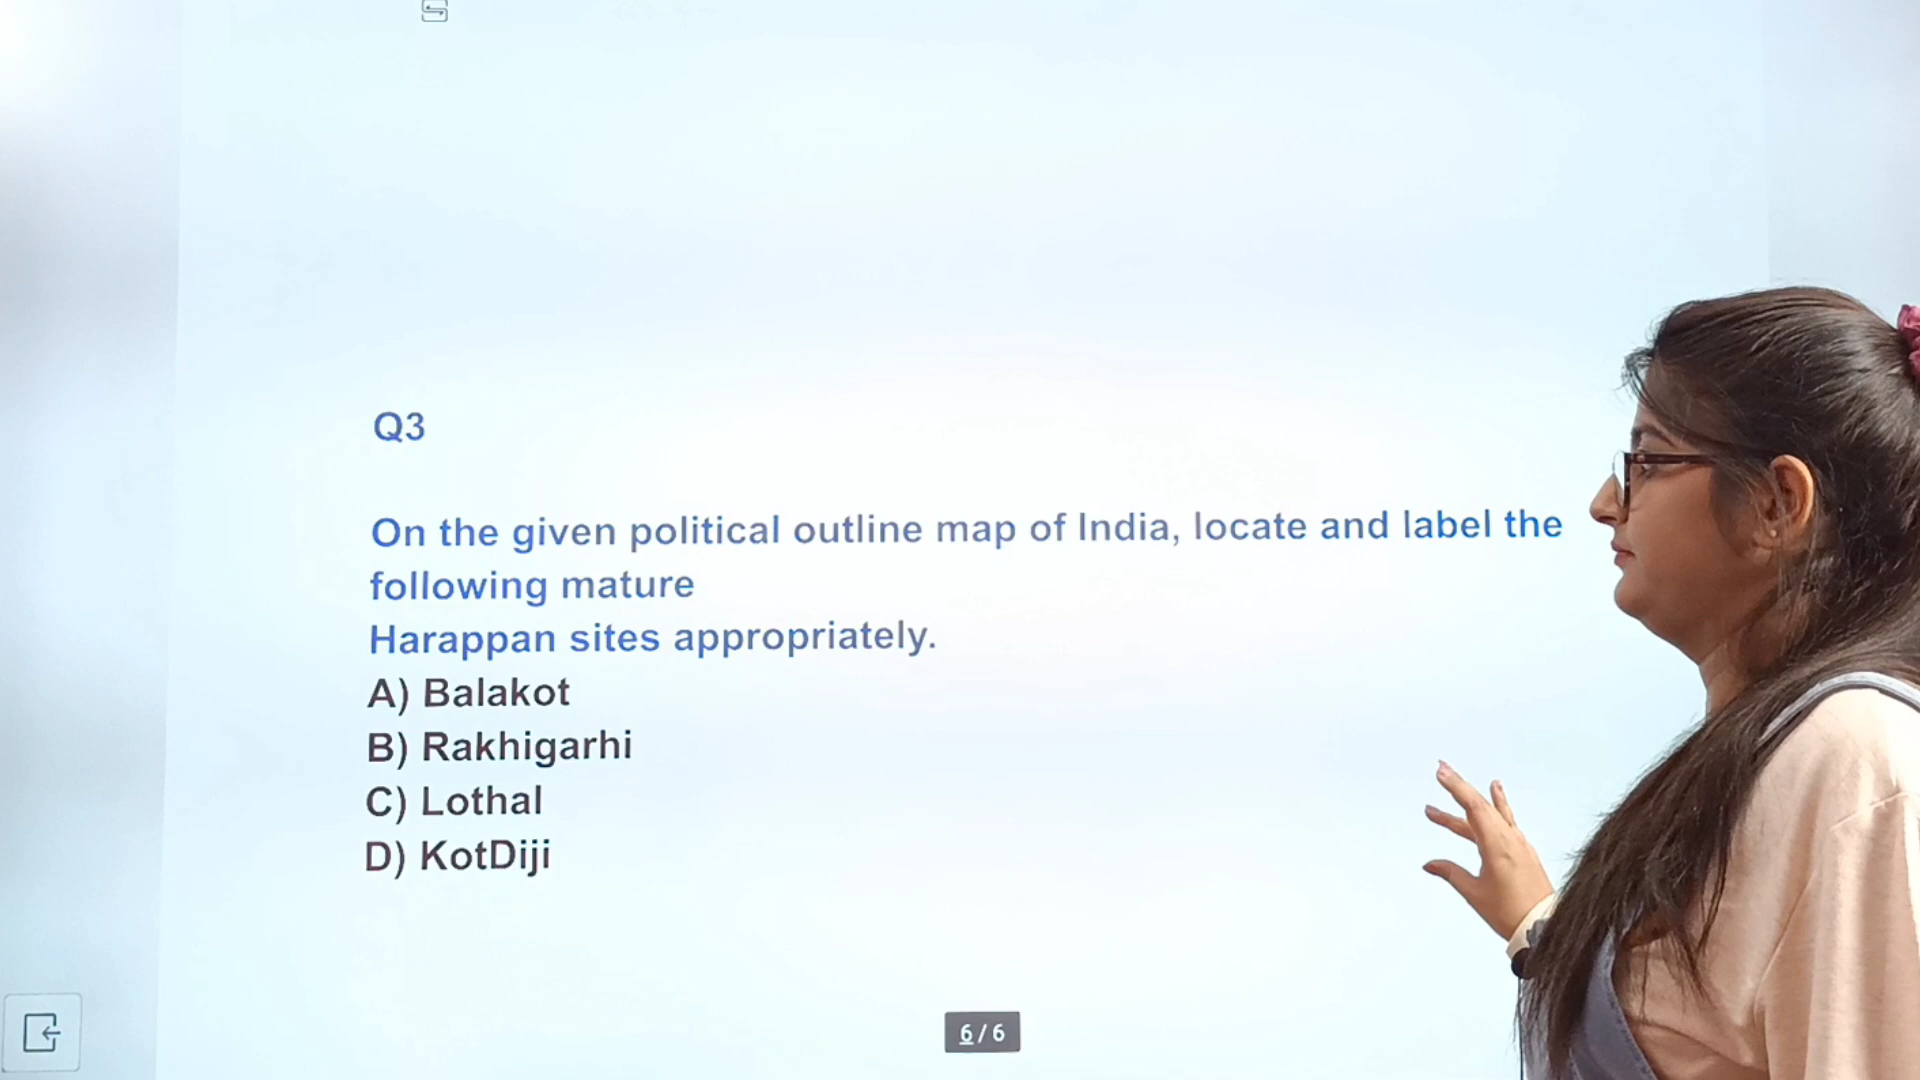 Q3
On the given political outline map of India, locate and label the
following mature
Harappan sites appropriately.
A) Balakot
B) Rakhigarhi
C) Lothal
D) KotDiji
6/6